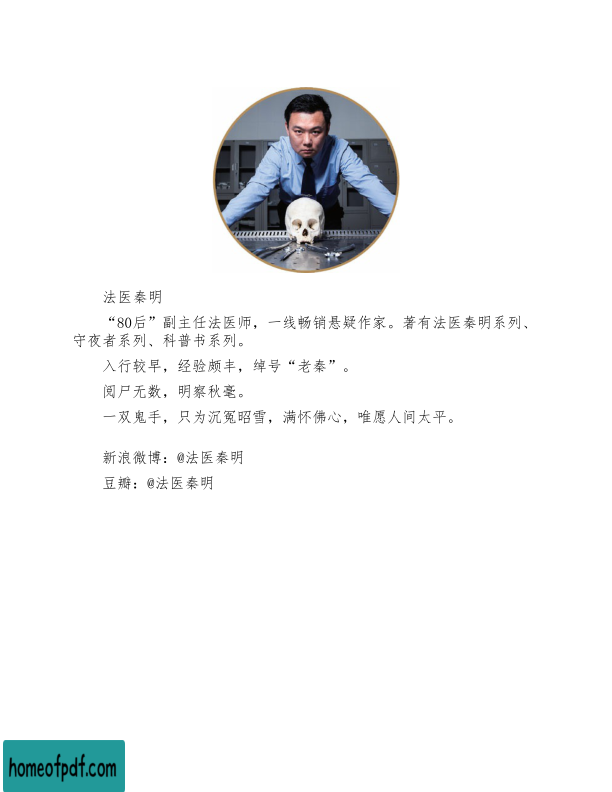 法医秦明
“80后”副主任法医师，一线畅销悬疑作家。著有法医秦明系列、
守夜者系列、科普书系列。
入行较早，经验颇丰，绰号“老秦”。
阅尸无数，明察秋毫。
一双鬼手，只为沉冤昭雪，满怀佛心，唯愿人间太平。
新浪微博：@法医秦明
豆瓣：@法医秦明
homeofpdf.com